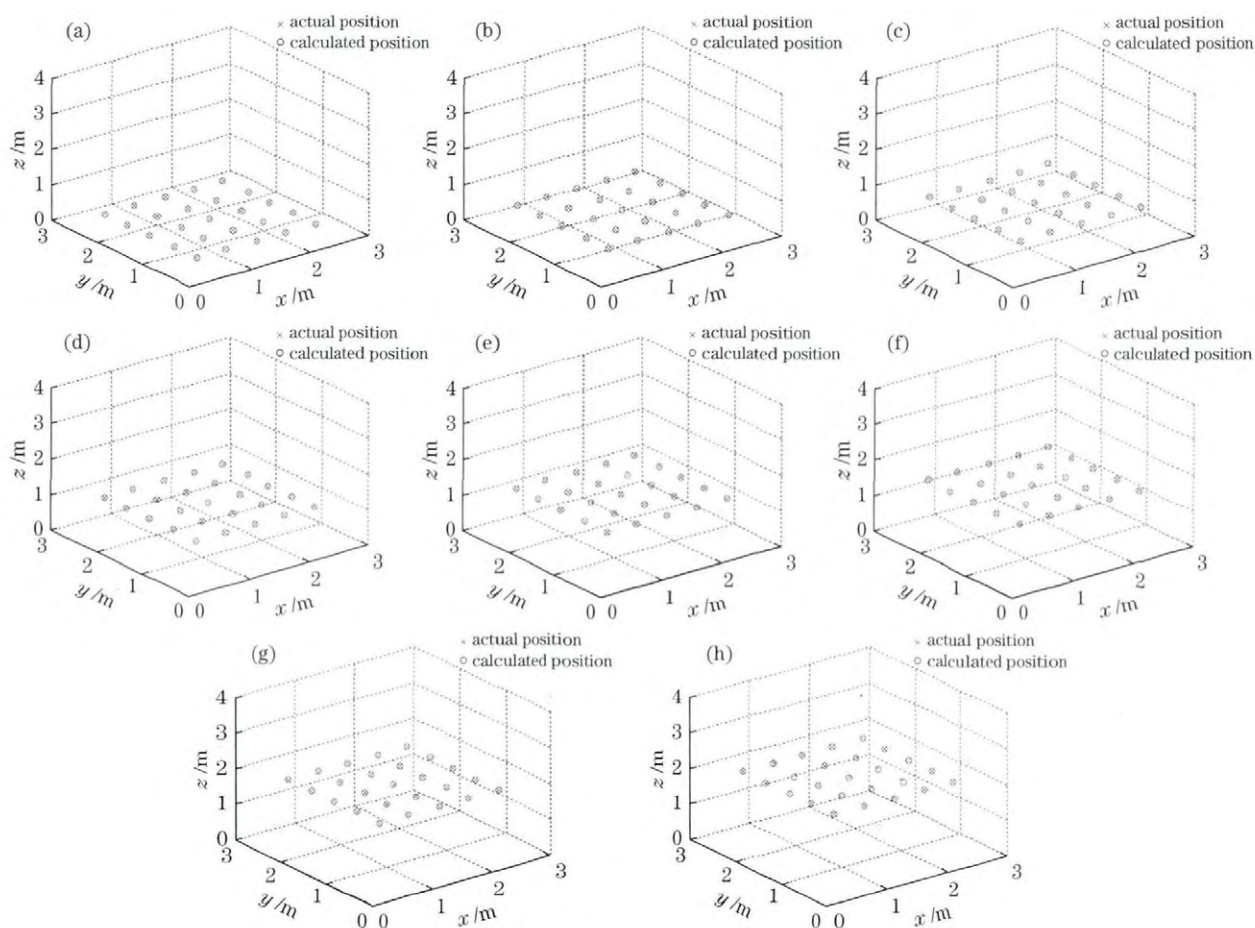 (a)
× actual position
○ calculated position
4
3
2
1
0
z/m
3
2
1
0
y/m
0
1
2
3
x/m
(b)
× actual position
○ calculated position
4
3
2
1
0
z/m
3
2
1
0
y/m
0
1
2
3
x/m
(c)
× actual position
○ calculated position
4
3
2
1
0
z/m
3
2
1
0
y/m
0
1
2
3
x/m
(d)
× actual position
○ calculated position
4
3
2
1
0
z/m
3
2
1
0
y/m
0
1
2
3
x/m
(e)
× actual position
○ calculated position
4
3
2
1
0
z/m
3
2
1
0
y/m
0
1
2
3
x/m
(f)
× actual position
○ calculated position
4
3
2
1
0
z/m
3
2
1
0
y/m
0
1
2
3
x/m
(g)
× actual position
○ calculated position
4
3
2
1
0
z/m
3
2
1
0
y/m
0
1
2
3
x/m
(h)
× actual position
○ calculated position
4
3
2
1
0
z/m
3
2
1
0
y/m
0
1
2
3
x/m